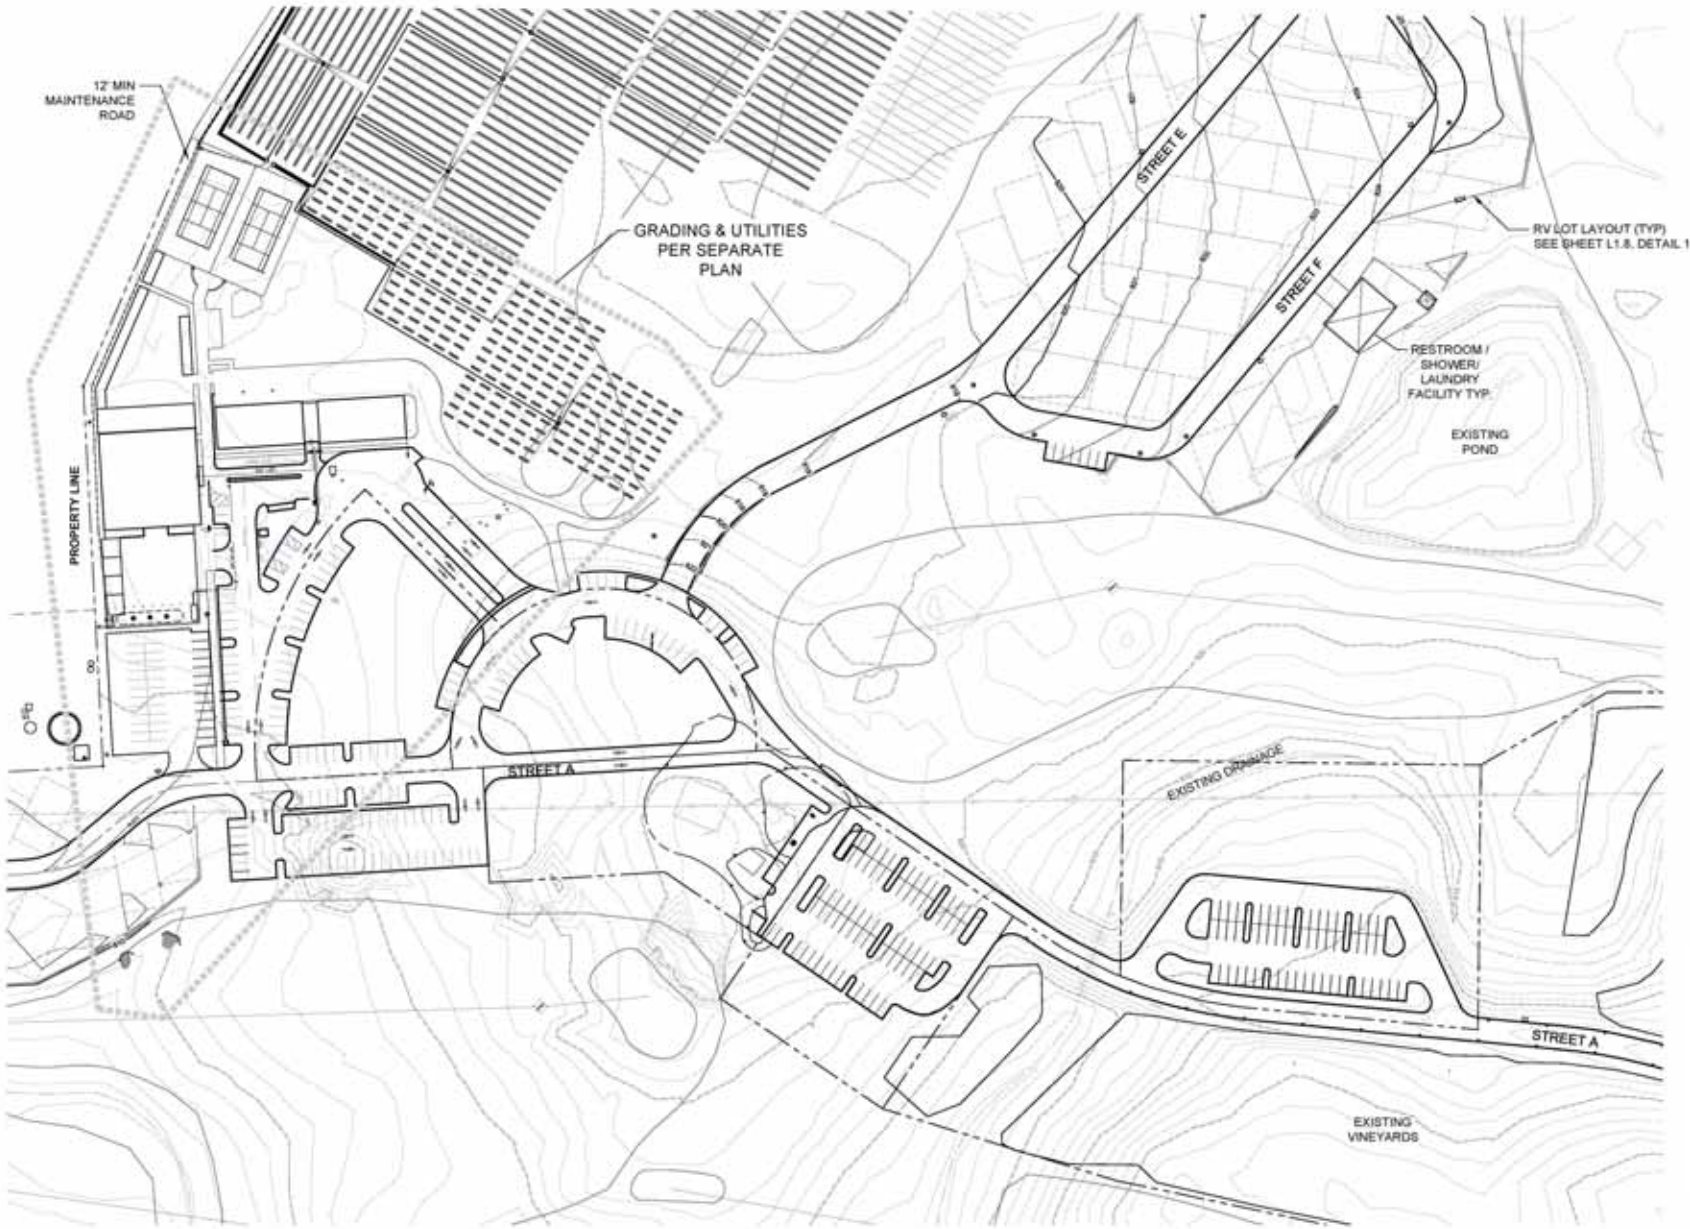 12' MIN
MAINTENANCE
ROAD
GRADING & UTILITIES
PER SEPARATE
PLAN
STREET E
STREET F
RV LOT LAYOUT (TYP)
SEE SHEET L1.8, DETAIL 1
RESTROOM /
SHOWER/
LAUNDRY
FACILITY TYP.
EXISTING
POND
PROPERTY LINE
STREET A
EXISTING DRAINAGE
STREET A
EXISTING
VINEYARDS